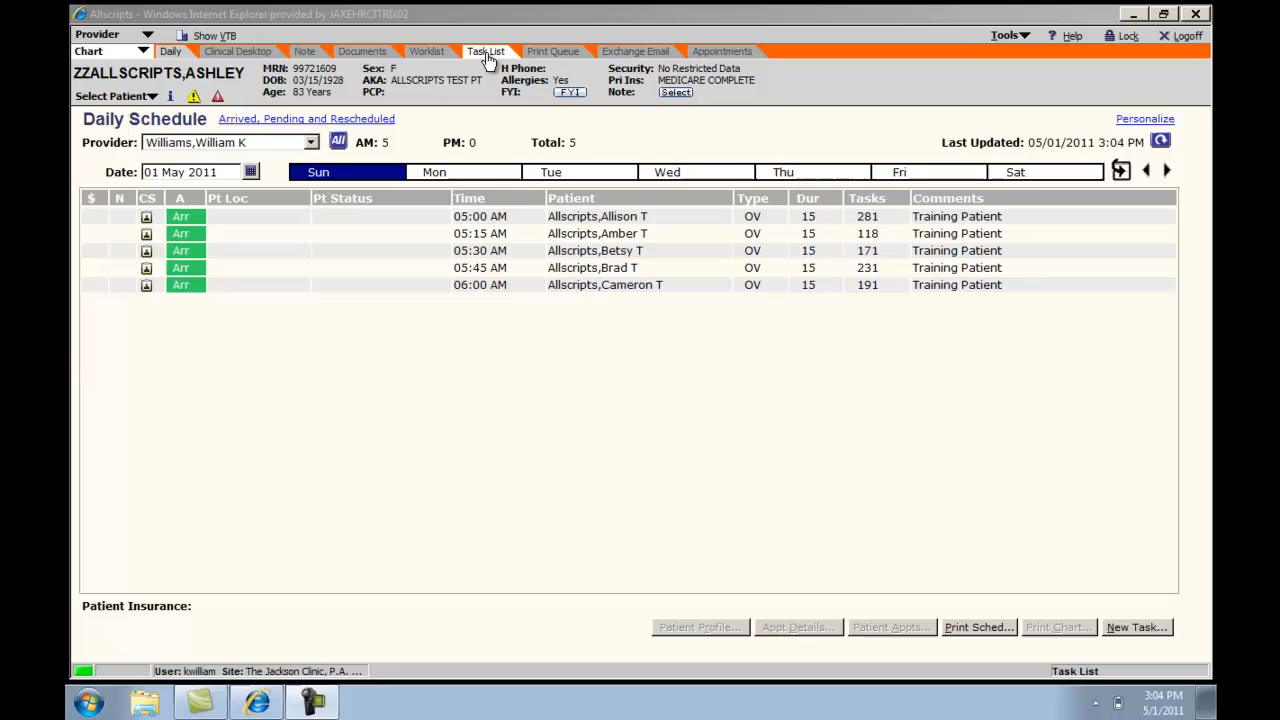 Allscripts - Windows Internet Explorer provided by JAXEHRCITRIX02
Provider Show VTB Tools Help Lock Logoff
Chart Daily Clinical Desktop Note Documents Worklist Task List Print Queue Exchange Email Appointments
ZZALLSCRIPTS,ASHLEY MRN: 99721609 Sex: F H Phone: Security: No Restricted Data
DOB: 03/15/1928 AKA: ALLSCRIPTS TEST PT Allergies: Yes Pri Ins: MEDICARE COMPLETE
Select Patient i Age: 83 Years PCP: FYI: FYI Note: Select
Daily Schedule Arrived, Pending and Rescheduled Personalize
Provider: Williams,William K All AM: 5 PM: 0 Total: 5 Last Updated: 05/01/2011 3:04 PM
Date: 01 May 2011 Sun Mon Tue Wed Thu Fri Sat
$ N CS A Pt Loc Pt Status Time Patient Type Dur Tasks Comments
Arr 05:00 AM Allscripts,Allison T OV 15 281 Training Patient
Arr 05:15 AM Allscripts,Amber T OV 15 118 Training Patient
Arr 05:30 AM Allscripts,Betsy T OV 15 171 Training Patient
Arr 05:45 AM Allscripts,Brad T OV 15 231 Training Patient
Arr 06:00 AM Allscripts,Cameron T OV 15 191 Training Patient
Patient Insurance:
Patient Profile... Appt Details... Patient Appts... Print Sched... Print Chart... New Task...
User: kwilliam Site: The Jackson Clinic, P.A. ... Task List
3:04 PM
5/1/2011